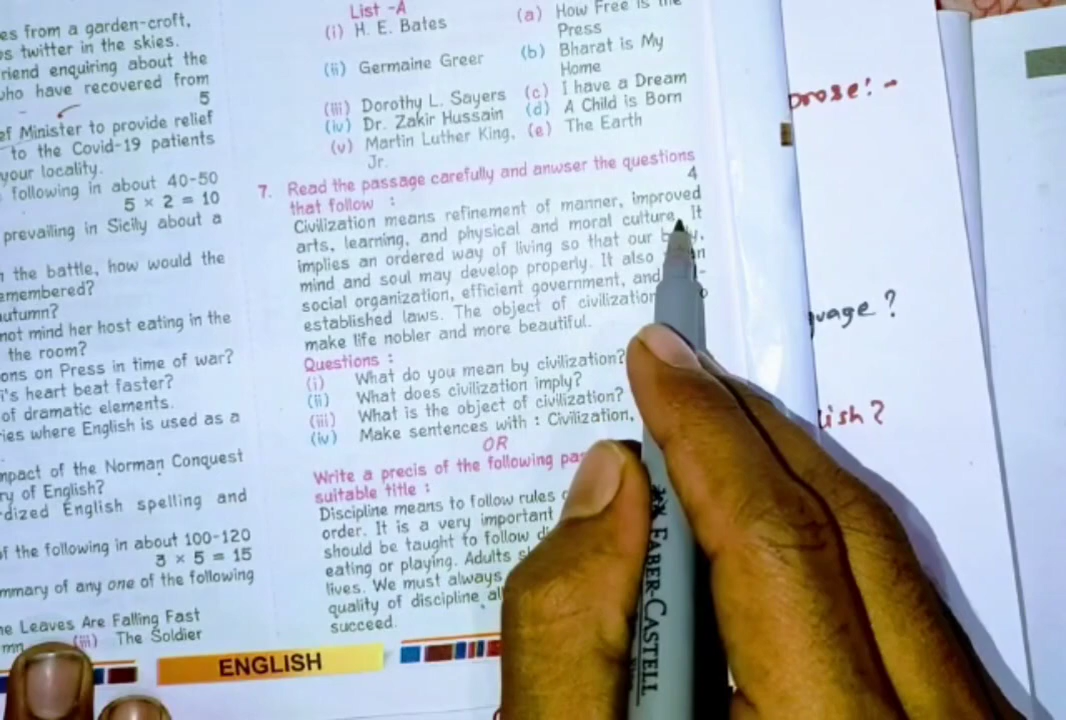 es from a garden-croft,
s twitter in the skies.
riend enquiring about the
who have recovered from
5
ef Minister to provide relief
to the Covid-19 patients
your locality.
following in about 40-50
5 × 2 = 10
prevailing in Sicily about a
the battle, how would the
emembered?
autumn?
not mind her host eating in the
the room?
ons on Press in time of war?
i's heart beat faster?
of dramatic elements.
ries where English is used as a
mpact of the Norman Conquest
ry of English?
dized English spelling and
of the following in about 100-120
3 × 5 = 15
mmary of any one of the following
he Leaves Are Falling Fast
(iii) The Soldier
List -A
(i) H. E. Bates (a) How Free is the
Press
(ii) Germaine Greer (b) Bharat is My
Home
(iii) Dorothy L. Sayers (c) I have a Dream
(iv) Dr. Zakir Hussain (d) A Child is Born
(v) Martin Luther King, (e) The Earth
Jr.
7. Read the passage carefully and anwser the questions
that follow : 4
Civilization means refinement of manner, improved
arts, learning, and physical and moral culture. It
implies an ordered way of living so that our
mind and soul may develop properly. It also
social organization, efficient government, and
established laws. The object of civilization
make life nobler and more beautiful.
Questions :
(i) What do you mean by civilization?
(ii) What does civilization imply?
(iii) What is the object of civilization?
(iv) Make sentences with : Civilization,
OR
Write a precis of the following
suitable title :
Discipline means to follow rules
order. It is a very important
should be taught to follow
eating or playing. Adults
lives. We must always
quality of discipline
succeed.
ENGLISH
prose:-
guage ?
lish ?
FABER-CASTELL